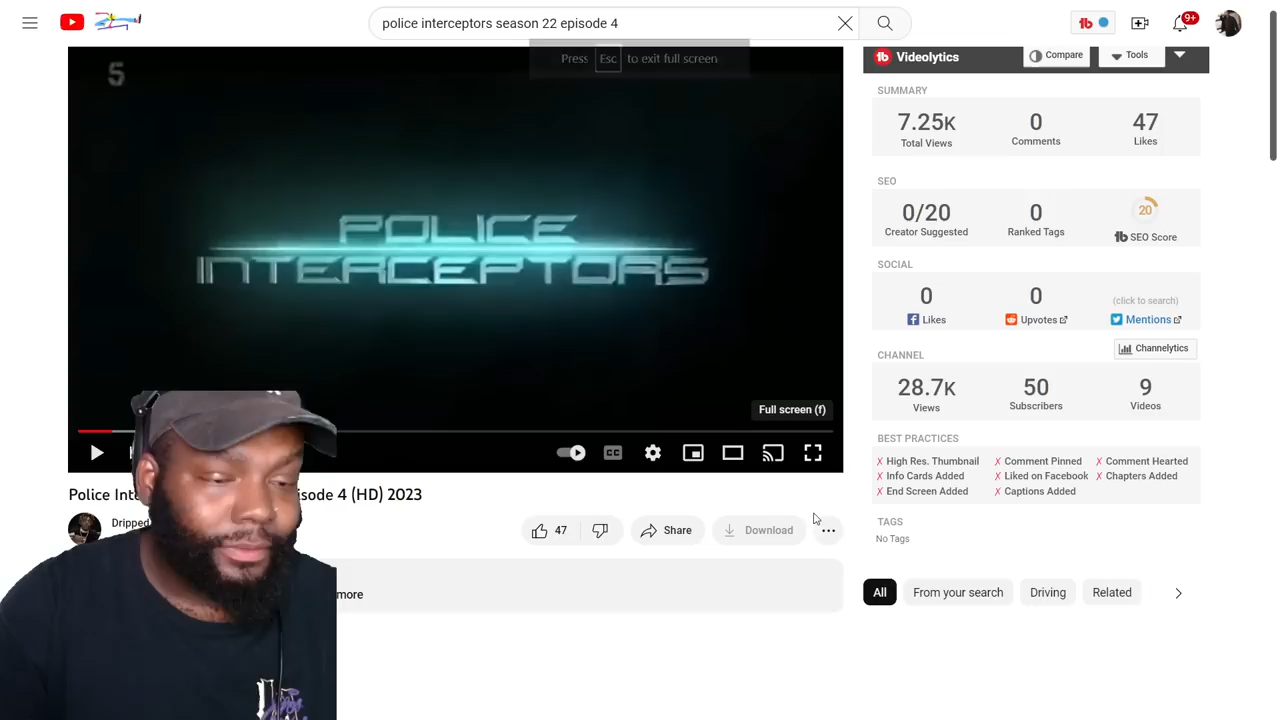 police interceptors season 22 episode 4
9+
5
Press Esc to exit full screen
POLICE
INTERCEPTORS
Full screen (f)
CC
Police Inte
isode 4 (HD) 2023
Dripped
47
Share
Download
more
tb Videolytics
Compare
Tools
SUMMARY
7.25K 0 47
Total Views Comments Likes
SEO
0/20 0 20
Creator Suggested Ranked Tags tb SEO Score
SOCIAL
0 0 (click to search)
Likes Upvotes Mentions
CHANNEL
Channelytics
28.7K 50 9
Views Subscribers Videos
BEST PRACTICES
X High Res. Thumbnail X Comment Pinned X Comment Hearted
X Info Cards Added X Liked on Facebook X Chapters Added
X End Screen Added X Captions Added
TAGS
No Tags
All From your search Driving Related